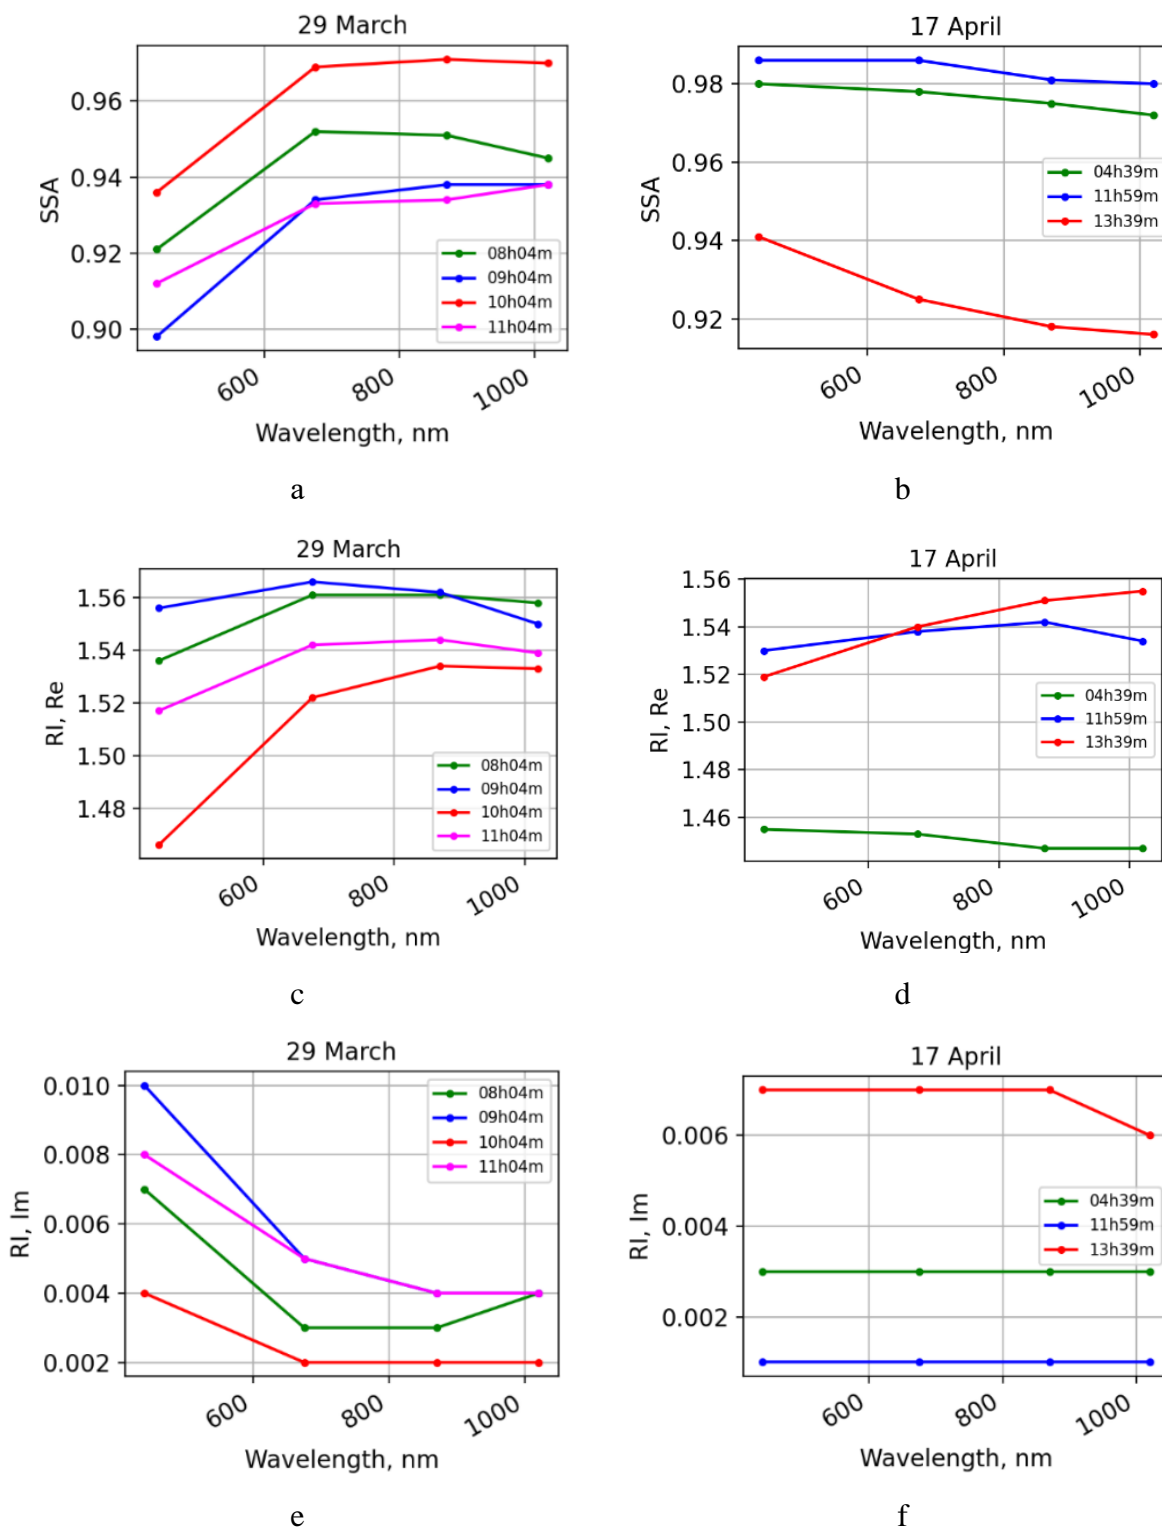 29 March
SSA
0.96
0.94
0.92
0.90
08h04m
09h04m
10h04m
11h04m
600
800
1000
Wavelength, nm
a
17 April
SSA
0.98
0.96
0.94
0.92
04h39m
11h59m
13h39m
600
800
1000
Wavelength, nm
b
29 March
RI, Re
1.56
1.54
1.52
1.50
1.48
08h04m
09h04m
10h04m
11h04m
600
800
1000
Wavelength, nm
c
17 April
RI, Re
1.56
1.54
1.52
1.50
1.48
1.46
04h39m
11h59m
13h39m
600
800
1000
Wavelength, nm
d
29 March
RI, Im
0.010
0.008
0.006
0.004
0.002
08h04m
09h04m
10h04m
11h04m
600
800
1000
Wavelength, nm
e
17 April
RI, Im
0.006
0.004
0.002
04h39m
11h59m
13h39m
600
800
1000
Wavelength, nm
f